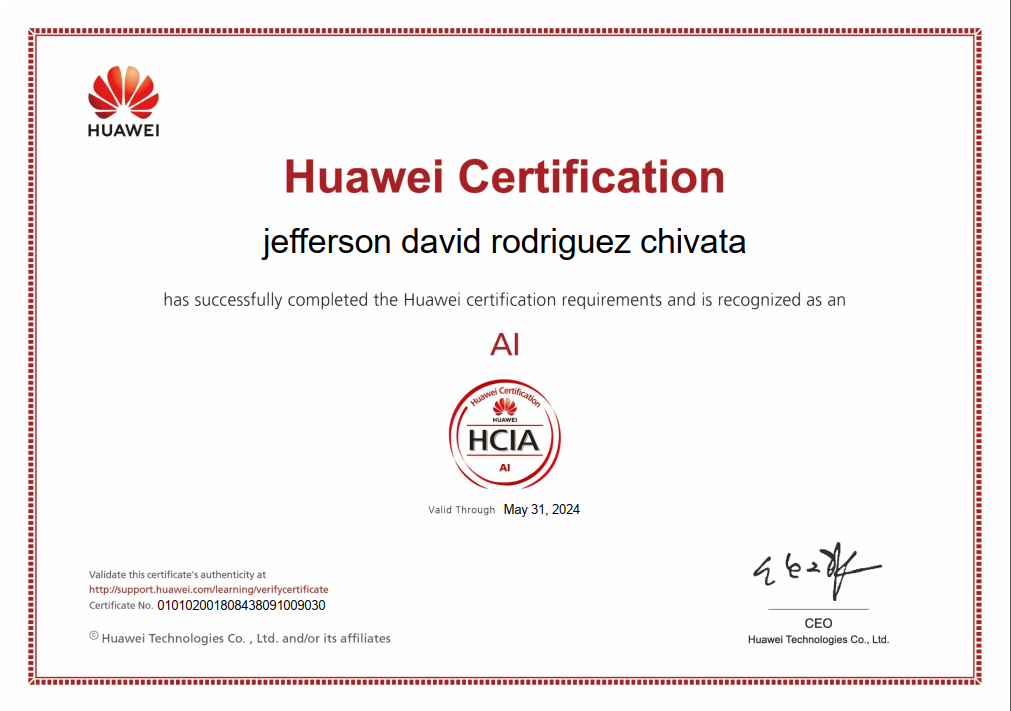 HUAWEI
Huawei Certification
jefferson david rodriguez chivata
has successfully completed the Huawei certification requirements and is recognized as an
AI
Huawei Certification
HUAWEI
HCIA
AI
Valid Through May 31, 2024
Validate this certificate's authenticity at
http://support.huawei.com/learning/verifycertificate
Certificate No. 010102001808438091009030
© Huawei Technologies Co. , Ltd. and/or its affiliates
CEO
Huawei Technologies Co., Ltd.